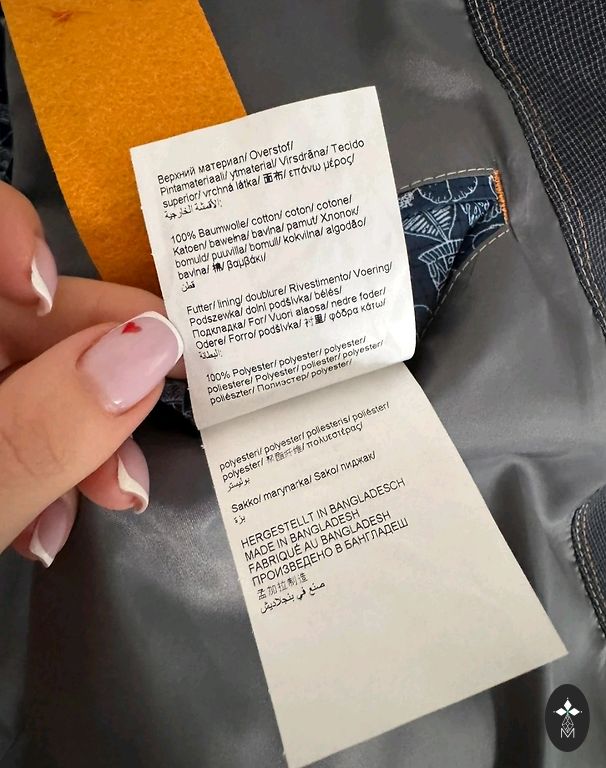 Верхний материал/ Overstof/
Pintamateriaali/ ytmaterial/ Virsdrāna/ Tecido
superior/ vrchná látka/ 面布/ επάνω μέρος/
الأقمشة الخارجية:
100% Baumwolle/ cotton/ coton/ cotone/
Katoen/ bawełna/ bavlna/ pamut/ Хлопок/
bomuld/ puuvilla/ bomull/ kokvilna/ algodão/
bavlna/ 棉/ βαμβάκι/
قطن
Futter/ lining/ doublure/ Rivestimento/ Voering/
Podszewka/ dolní podšívka/ bélés/
Подкладка/ For/ Vuori alaosa/ nedre foder/
Odere/ Forro/ podšívka/ 衬里/ φόδρα κάτω/
البطانة:
100% Polyester/ polyester/ polyester/
poliestere/ Polyester/ poliester/ polyester/
poliészter/ Полиэстер/ polyester/
polyesteri/ polyester/ poliesteris/ poliéster/
polyester/ 聚酯纤维/ πολυεστέρας/
بوليستر
Sakko/ marynarka/ Sako/ пиджак/
بزة
HERGESTELLT IN BANGLADESCH
MADE IN BANGLADESH
FABRIQUÉ AU BANGLADESH
ПРОИЗВЕДЕНО В БАНГЛАДЕШ
孟加拉制造
صنع في بنجلاديش
M